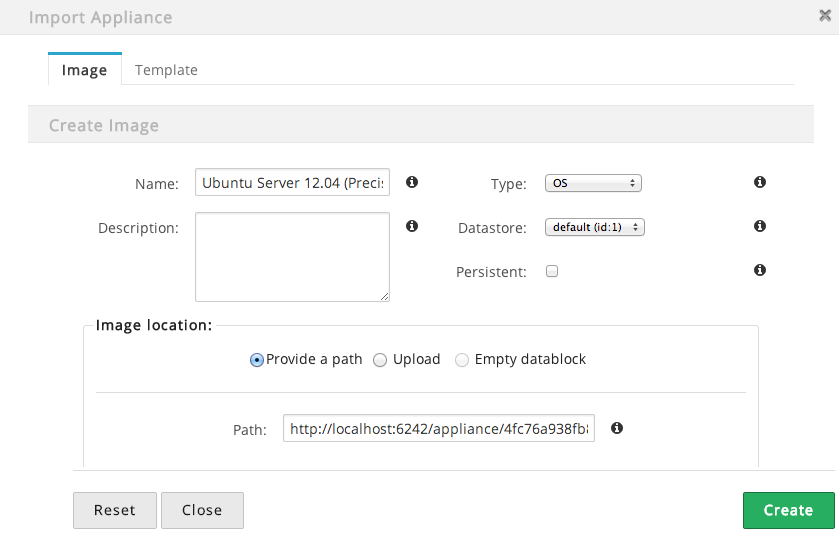 Import Appliance
Image Template
Create Image
Name: Ubuntu Server 12.04 (Precis Type: OS
Description: Datastore: default (id:1)
Persistent:
Image location:
Provide a path Upload Empty datablock
Path: http://localhost:6242/appliance/4fc76a938fb8
Reset Close Create